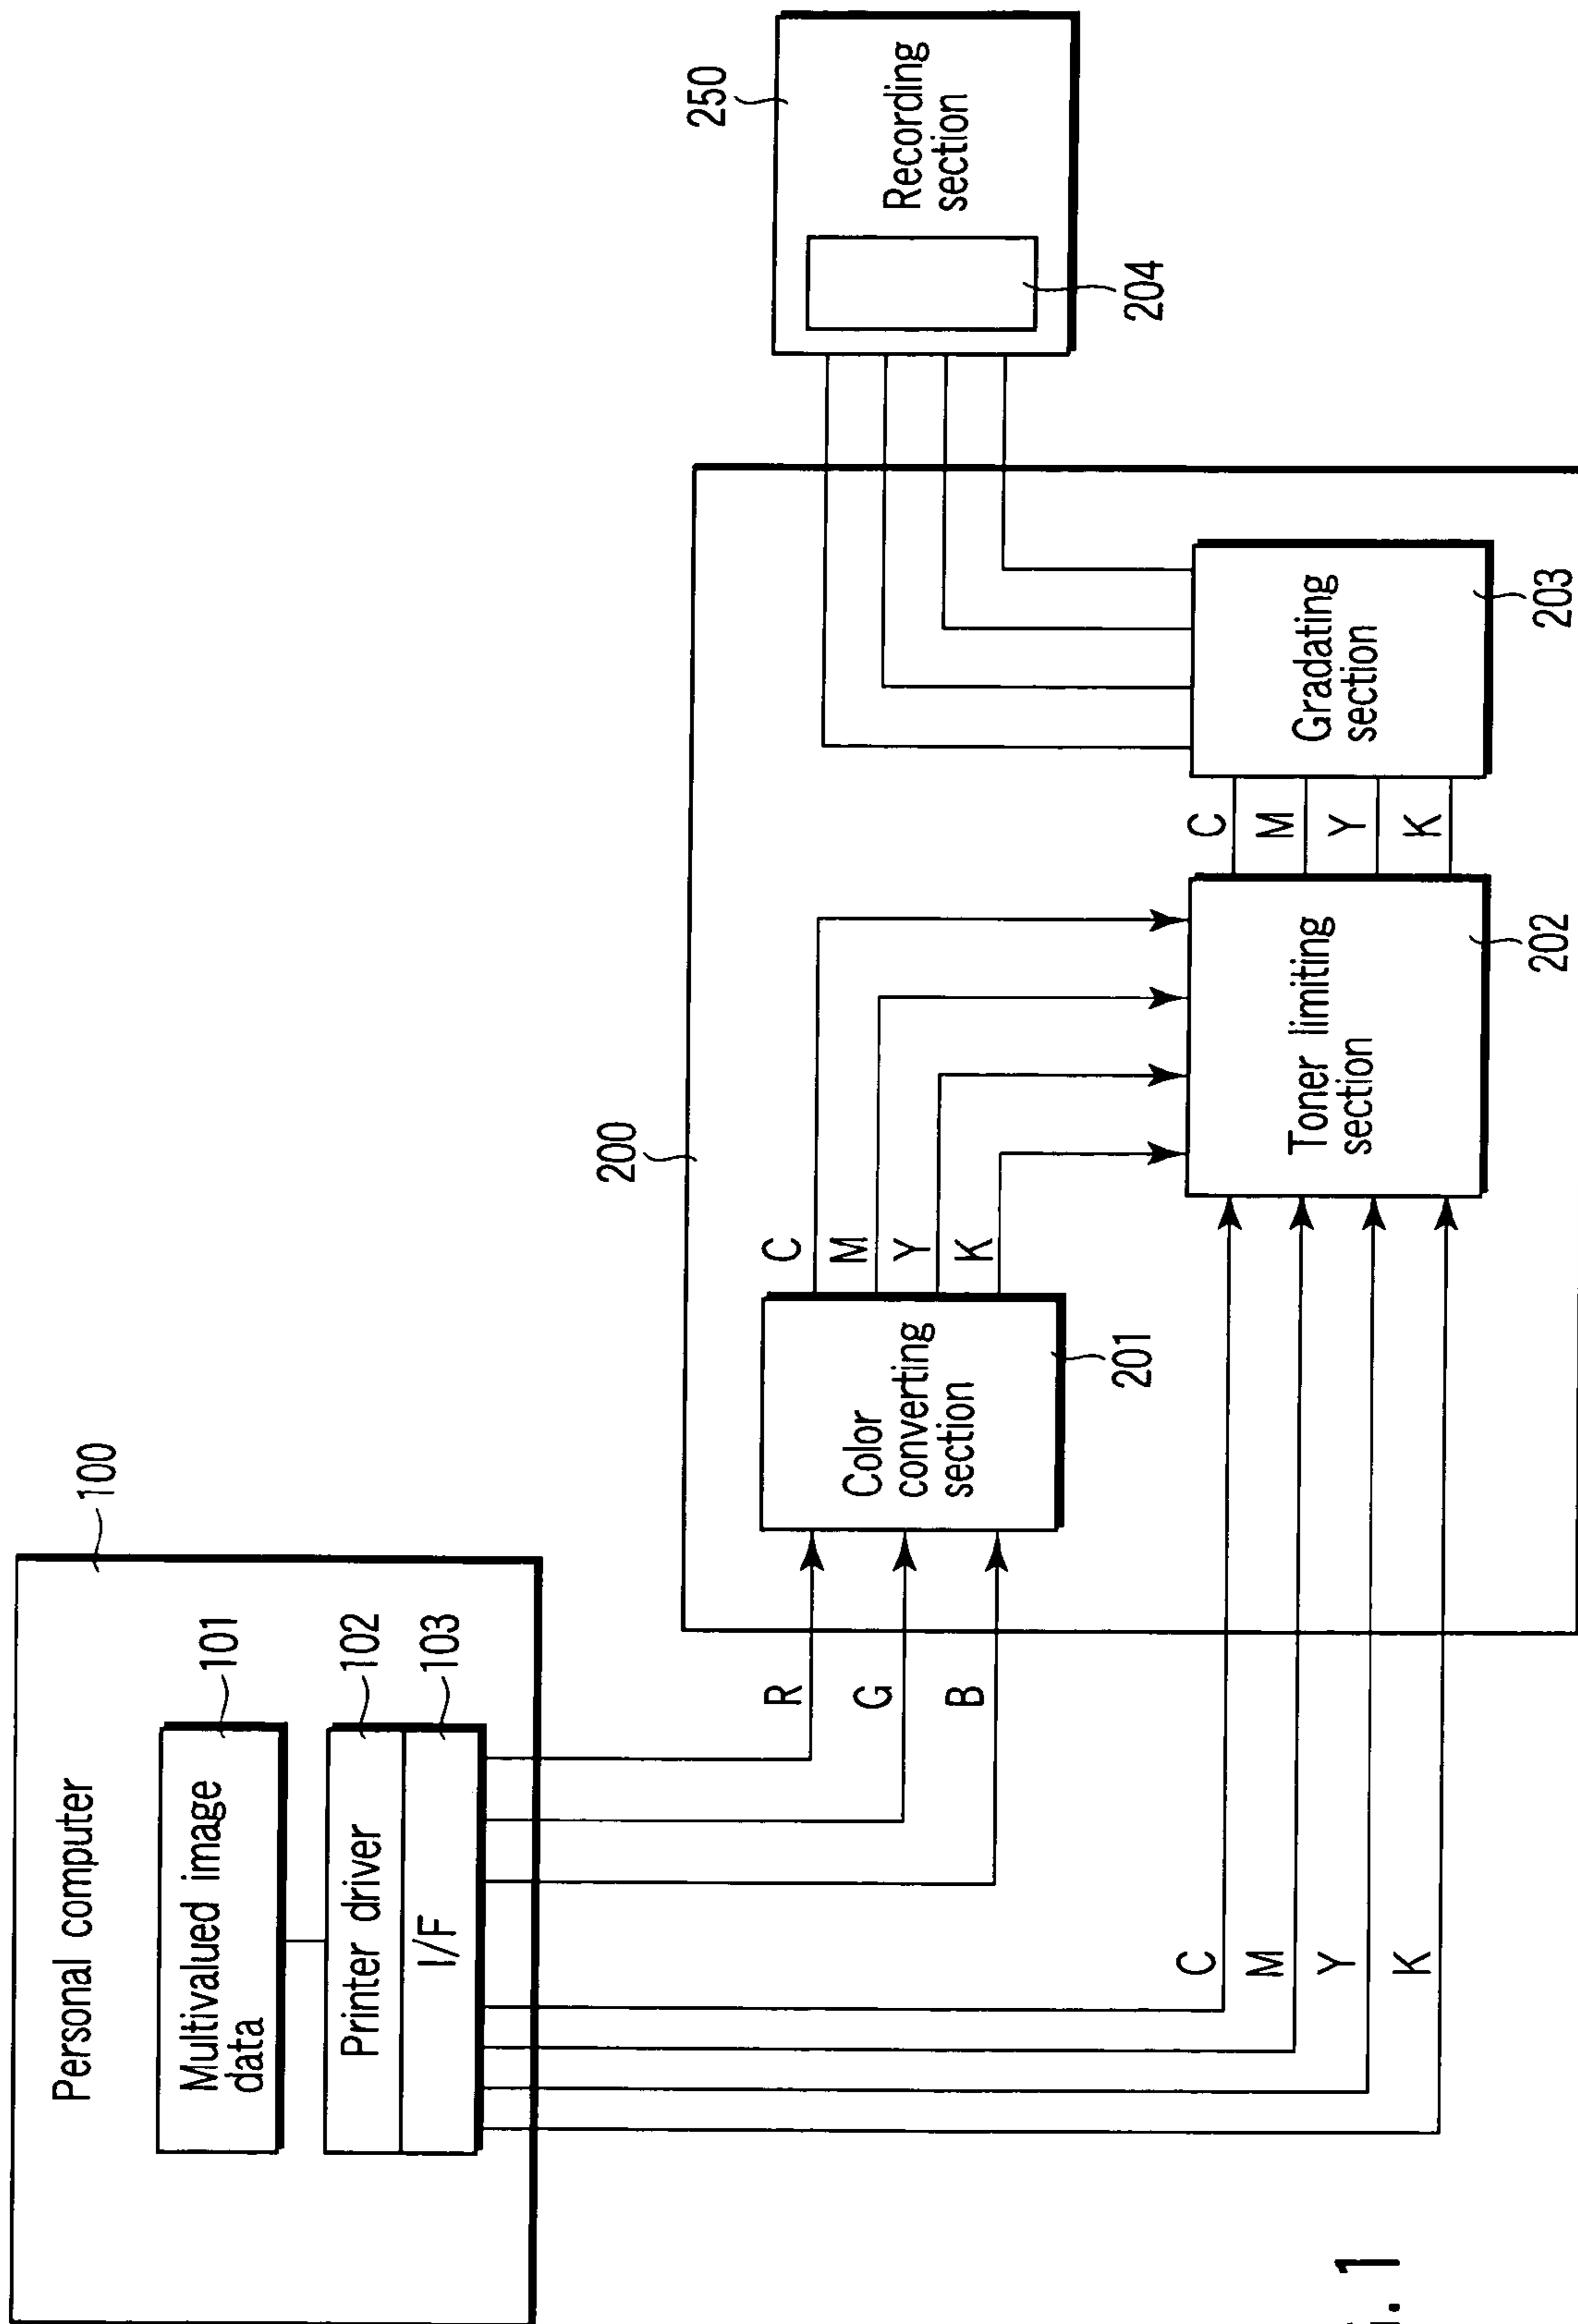 Personal computer
100
Multivalued image
data
101
Printer driver
102
I/F
103
R
G
B
C
M
Y
K
200
Color
converting
section
201
C
M
Y
K
Toner limiting
section
202
C
M
Y
K
Gradating
section
203
250
Recording
section
204
. 1